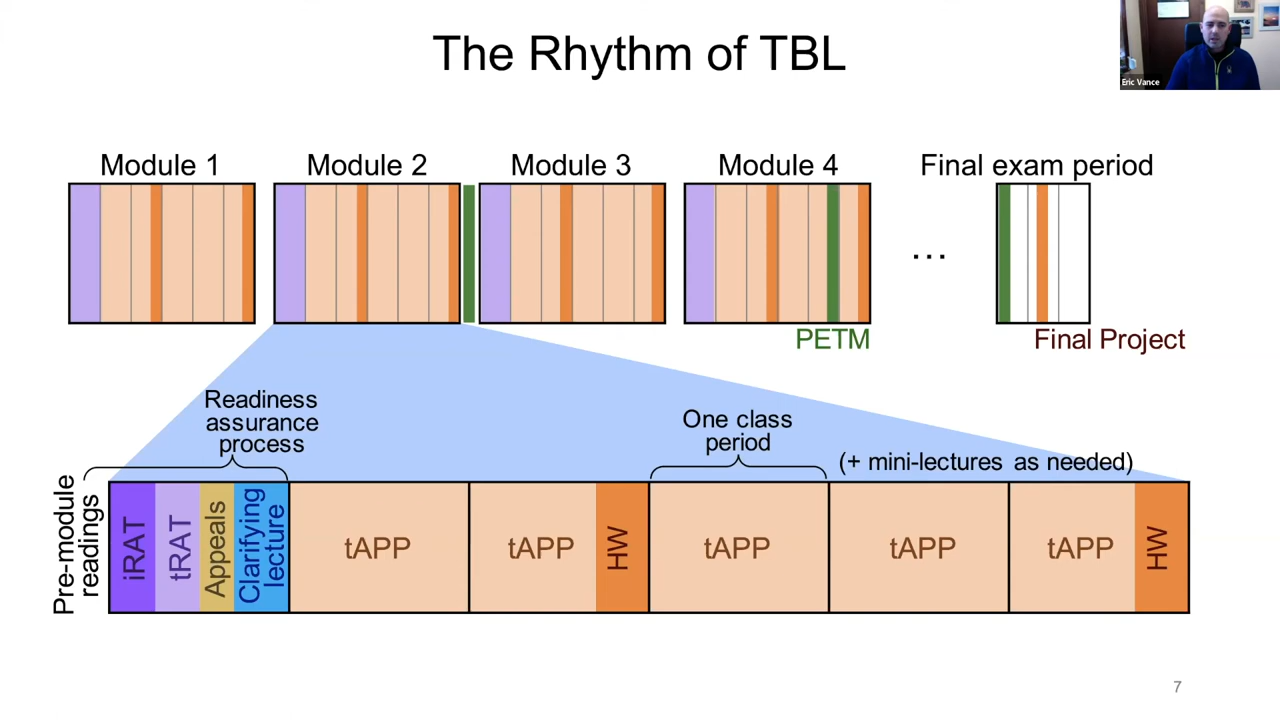 The Rhythm of TBL
Eric Vance
Module 1
Module 2
Module 3
Module 4
Final exam period
...
PETM
Final Project
Readiness
assurance
process
One class
period
(+ mini-lectures as needed)
Pre-module
readings
iRAT
tRAT
Appeals
Clarifying
lecture
tAPP
tAPP
HW
tAPP
tAPP
tAPP
HW
7